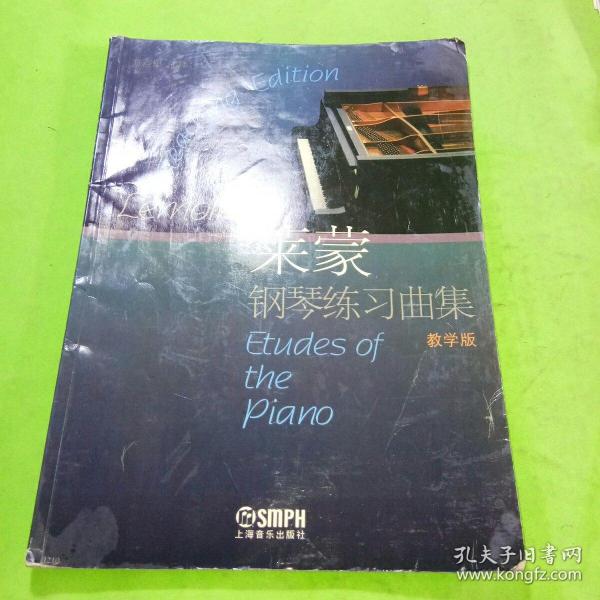 Edition
莱蒙
钢琴练习曲集
教学版
Etudes of
the
Piano
SMPH
上海音乐出版社
孔夫子旧书网
www.kongfz.com